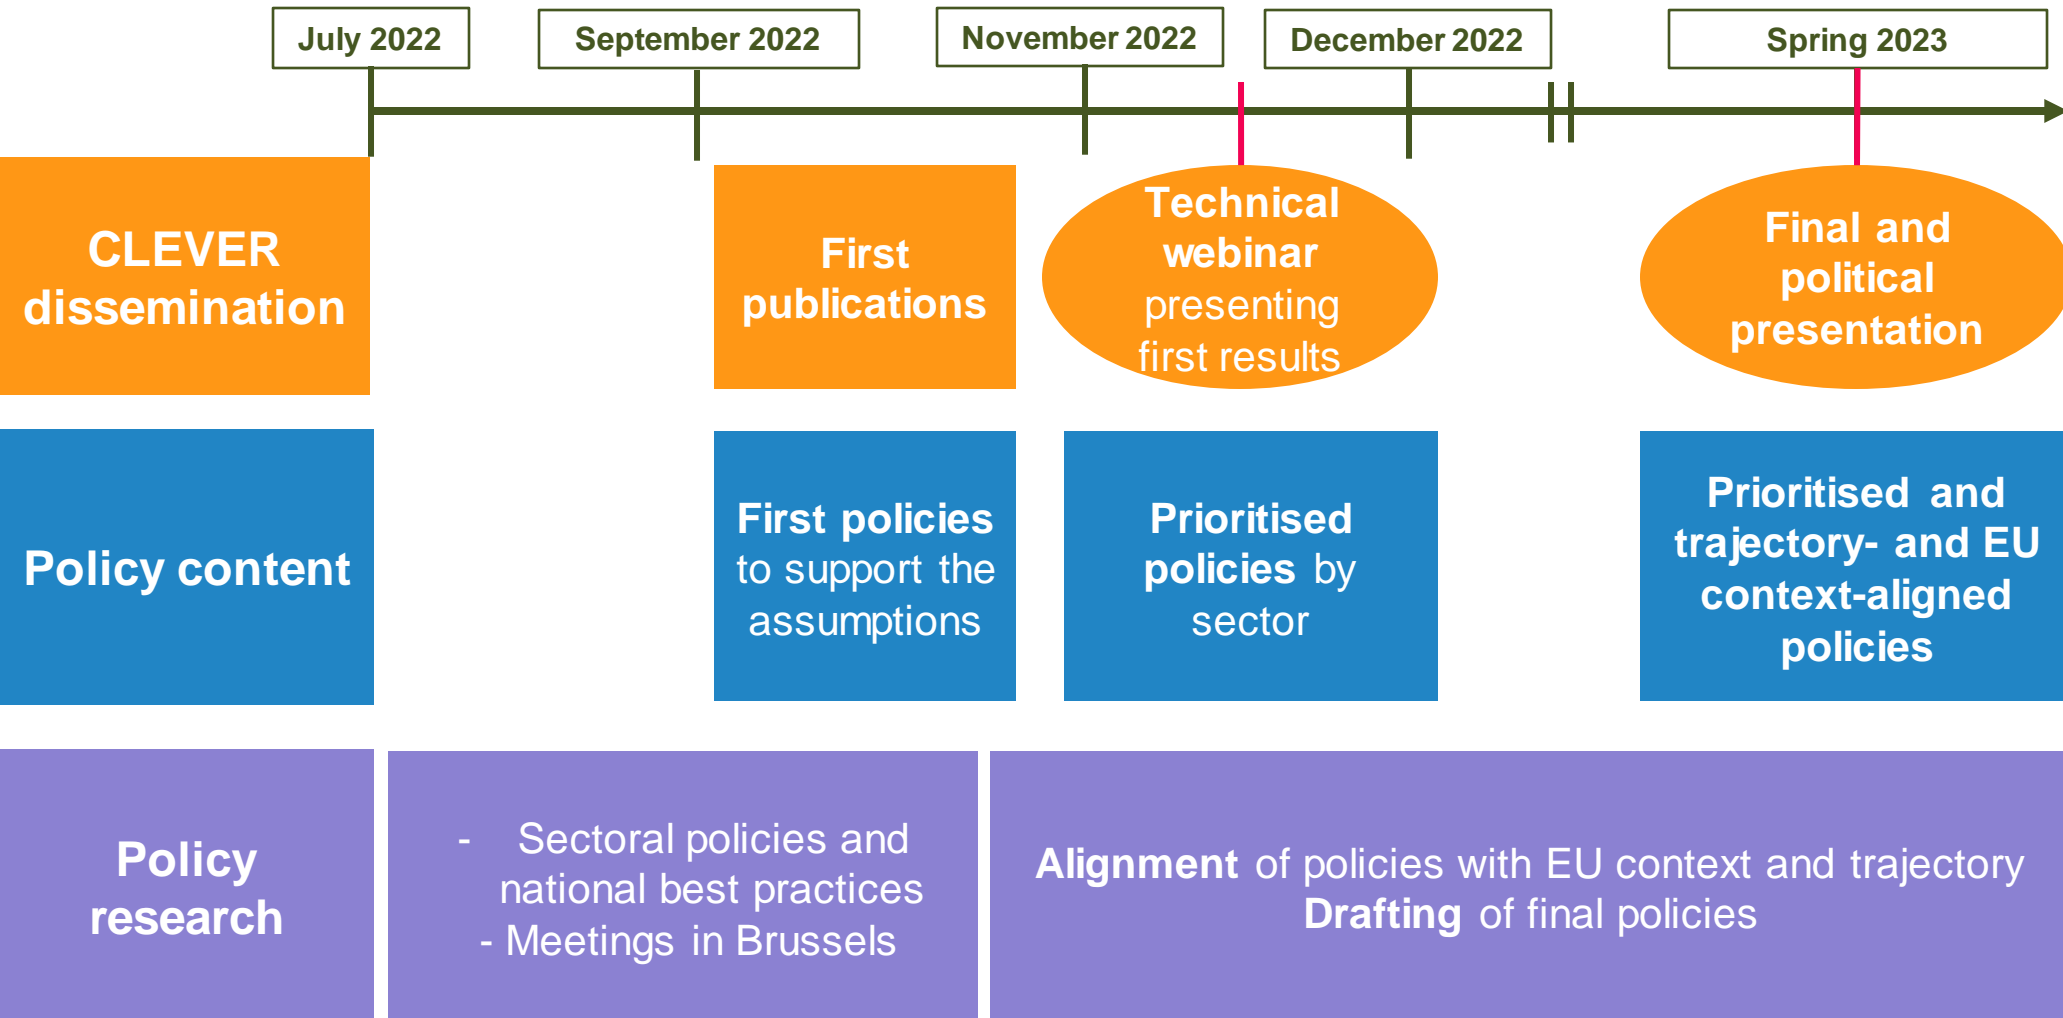 July 2022
September 2022
November 2022
December 2022
Spring 2023
CLEVER
dissemination
First
publications
Technical
webinar
presenting
first results
Final and
political
presentation
Policy content
First policies
to support the
assumptions
Prioritised
policies by
sector
Prioritised and
trajectory- and EU
context-aligned
policies
Policy
research
- Sectoral policies and
national best practices
- Meetings in Brussels
Alignment of policies with EU context and trajectory
Drafting of final policies